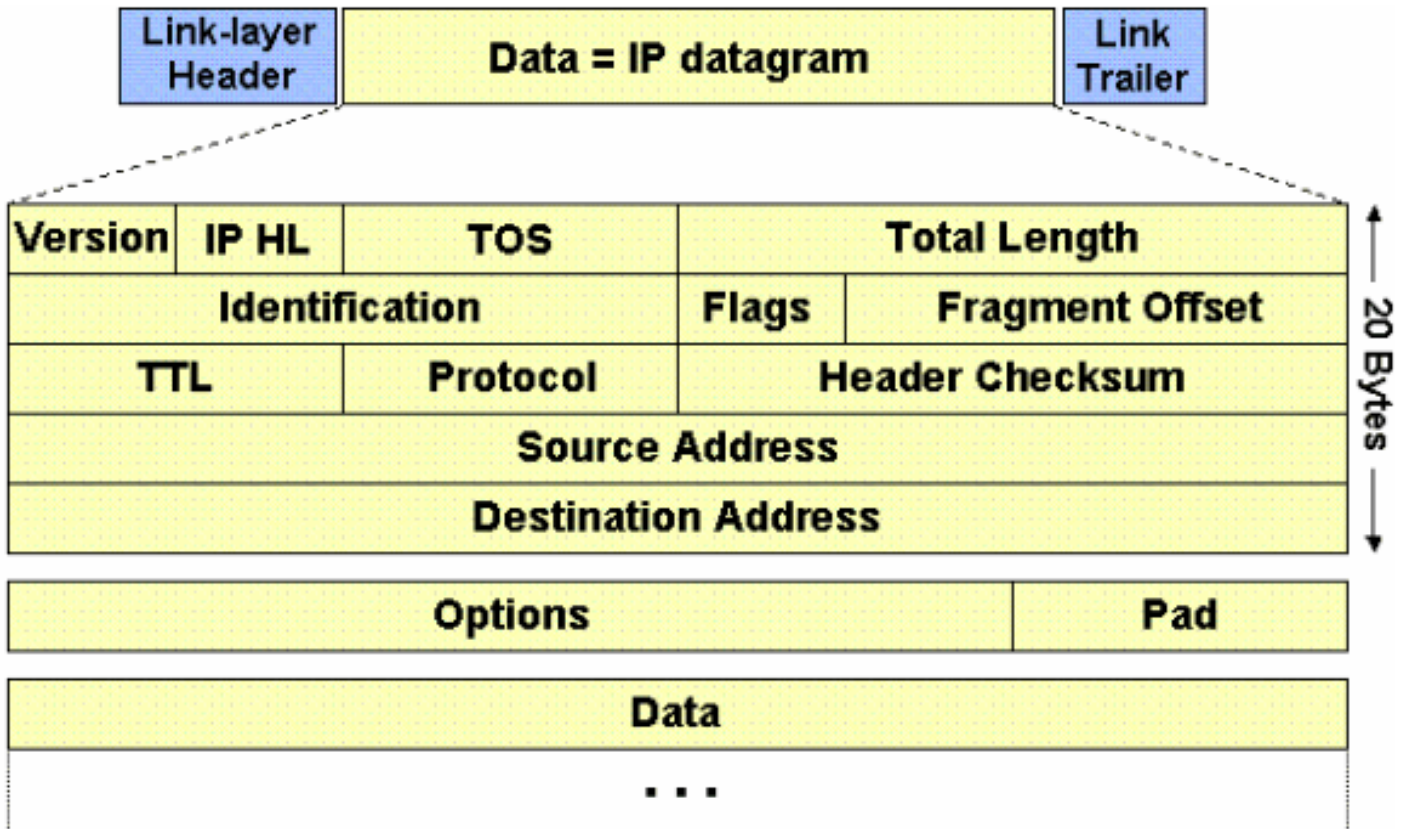 Link-layer
Header
Data = IP datagram
Link
Trailer
Version IP HL TOS Total Length
Identification Flags Fragment Offset
TTL Protocol Header Checksum
Source Address
Destination Address
20 Bytes
Options Pad
Data
...